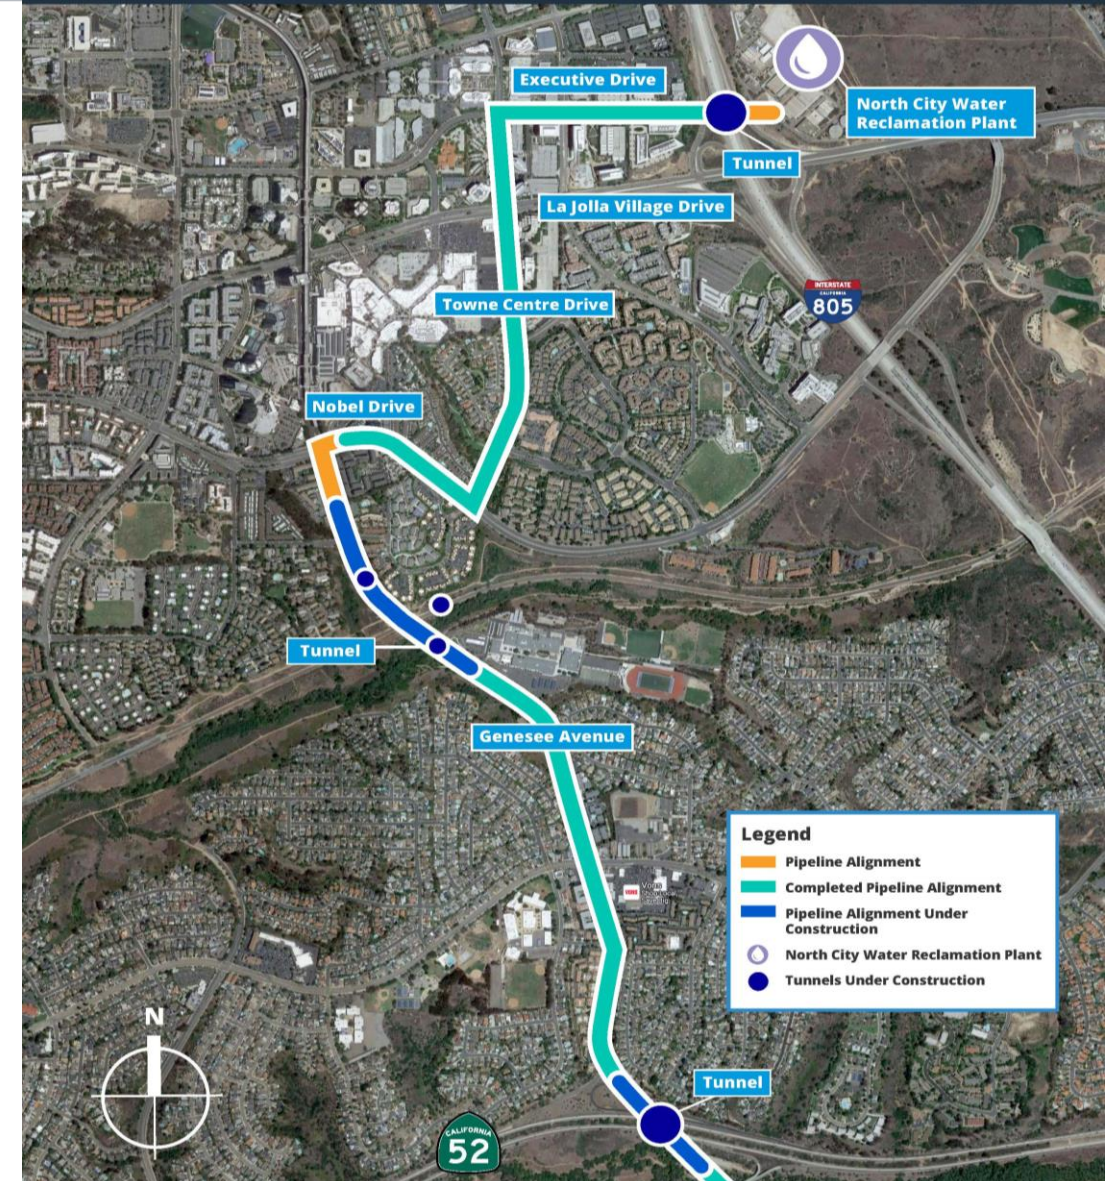 Executive Drive
North City Water
Reclamation Plant
Tunnel
La Jolla Village Drive
INTERSTATE
CALIFORNIA
805
Towne Centre Drive
Nobel Drive
Tunnel
Genesee Avenue
Legend
Pipeline Alignment
Completed Pipeline Alignment
Pipeline Alignment Under
Construction
North City Water Reclamation Plant
Tunnels Under Construction
N
Tunnel
CALIFORNIA
52